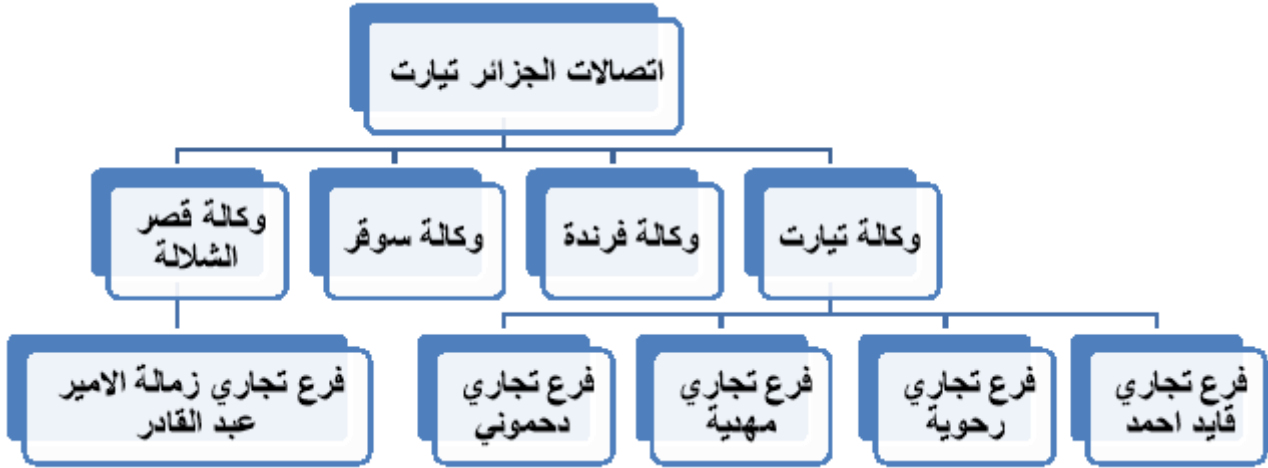 اتصالات الجزائر تيارت
وكالة تيارت
وكالة فرندة
وكالة سوقر
وكالة قصر
الشلالة
فرع تجاري
قايد احمد
فرع تجاري
رحوية
فرع تجاري
مهدية
فرع تجاري
دحموني
فرع تجاري زمالة الامير
عبد القادر